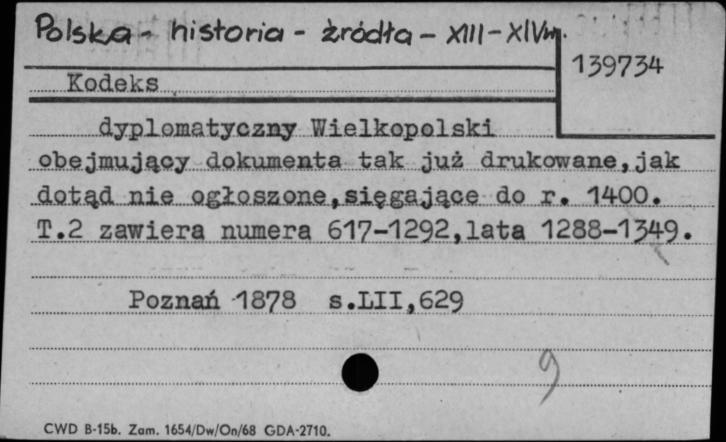 Polska - historia - źródła - XIII-XIVw.
139734
Kodeks
dyplomatyczny Wielkopolski
obejmujący dokumenta tak już drukowane,jak
dotąd nie ogłoszone,sięgające do r. 1400.
T.2 zawiera numera 617-1292,lata 1288-1349.
Poznań 1878 s.LII,629
9
CWD B-15b. Zam. 1654/Dw/On/68 GDA-2710.